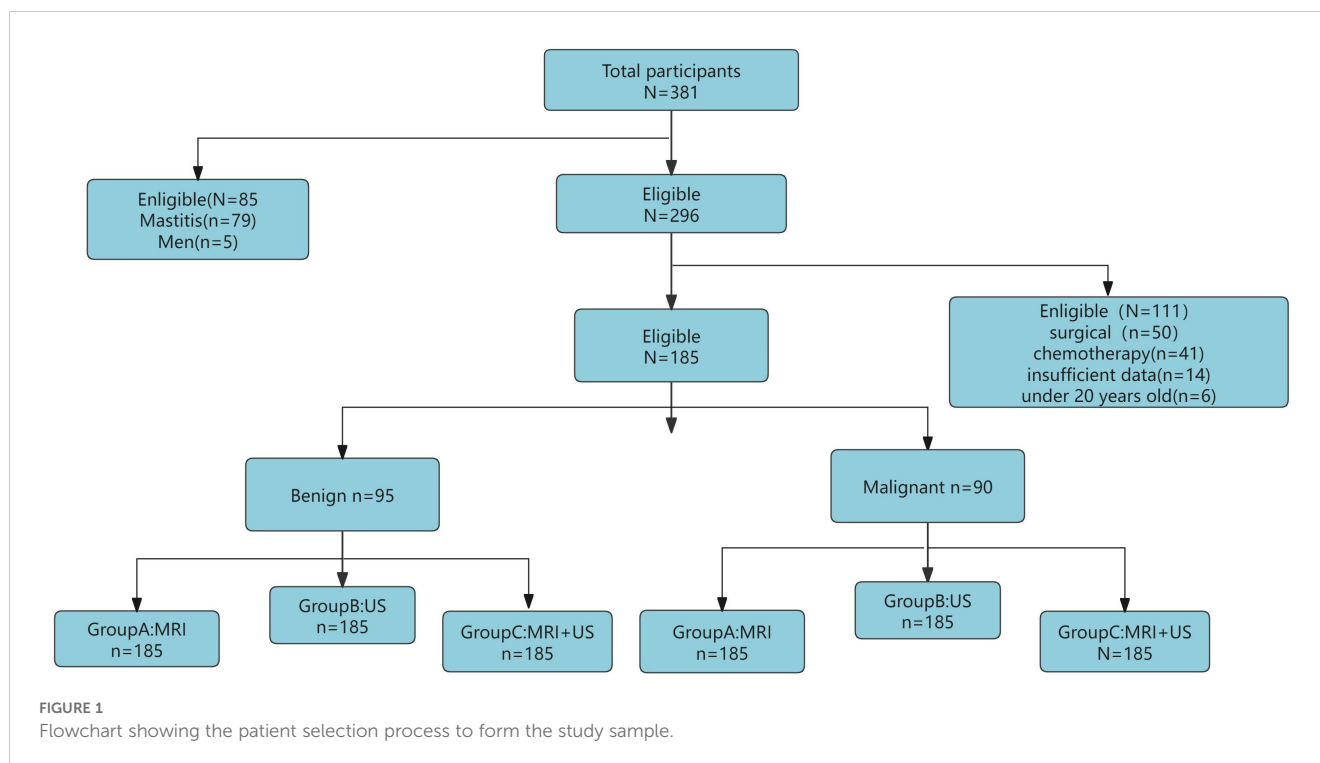 Total participants
N=381
Enligible(N=85
Mastitis(n=79)
Men(n=5)
Eligible
N=296
Eligible
N=185
Enligible (N=111)
surgical (n=50)
chemotherapy(n=41)
insufficient data(n=14)
under 20 years old(n=6)
Benign n=95
Malignant n=90
GroupA:MRI
n=185
GroupB:US
n=185
GroupC:MRI+US
n=185
GroupA:MRI
n=185
GroupB:US
n=185
GroupC:MRI+US
N=185
FIGURE 1
Flowchart showing the patient selection process to form the study sample.